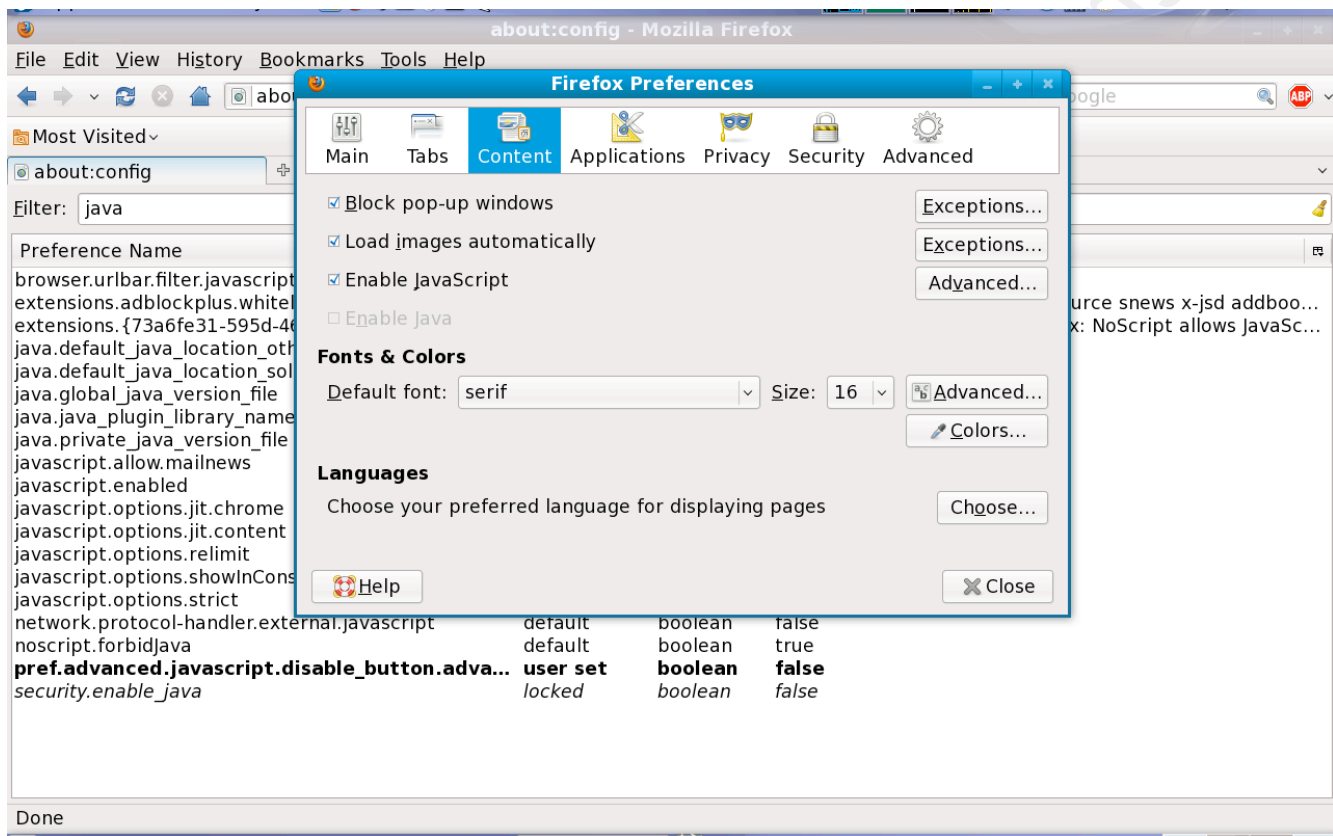 about:config - Mozilla Firefox
File Edit View History Bookmarks Tools Help
abou
oogle
ABP
Most Visited
about:config
Filter: java
Preference Name
browser.urlbar.filter.javascript
extensions.adblockplus.whitel
urce snews x-jsd addboo...
extensions.{73a6fe31-595d-46
x: NoScript allows JavaSc...
java.default_java_location_oth
java.default_java_location_sol
java.global_java_version_file
java.java_plugin_library_name
java.private_java_version_file
javascript.allow.mailnews
javascript.enabled
javascript.options.jit.chrome
javascript.options.jit.content
javascript.options.relimit
javascript.options.showInCons
javascript.options.strict
network.protocol-handler.external.javascript default boolean false
noscript.forbidJava default boolean true
pref.advanced.javascript.disable_button.adva... user set boolean false
security.enable_java locked boolean false
Done
Firefox Preferences
Main Tabs Content Applications Privacy Security Advanced
Block pop-up windows Exceptions...
Load images automatically Exceptions...
Enable JavaScript Advanced...
Enable Java
Fonts & Colors
Default font: serif Size: 16 Advanced...
Colors...
Languages
Choose your preferred language for displaying pages Choose...
Help Close